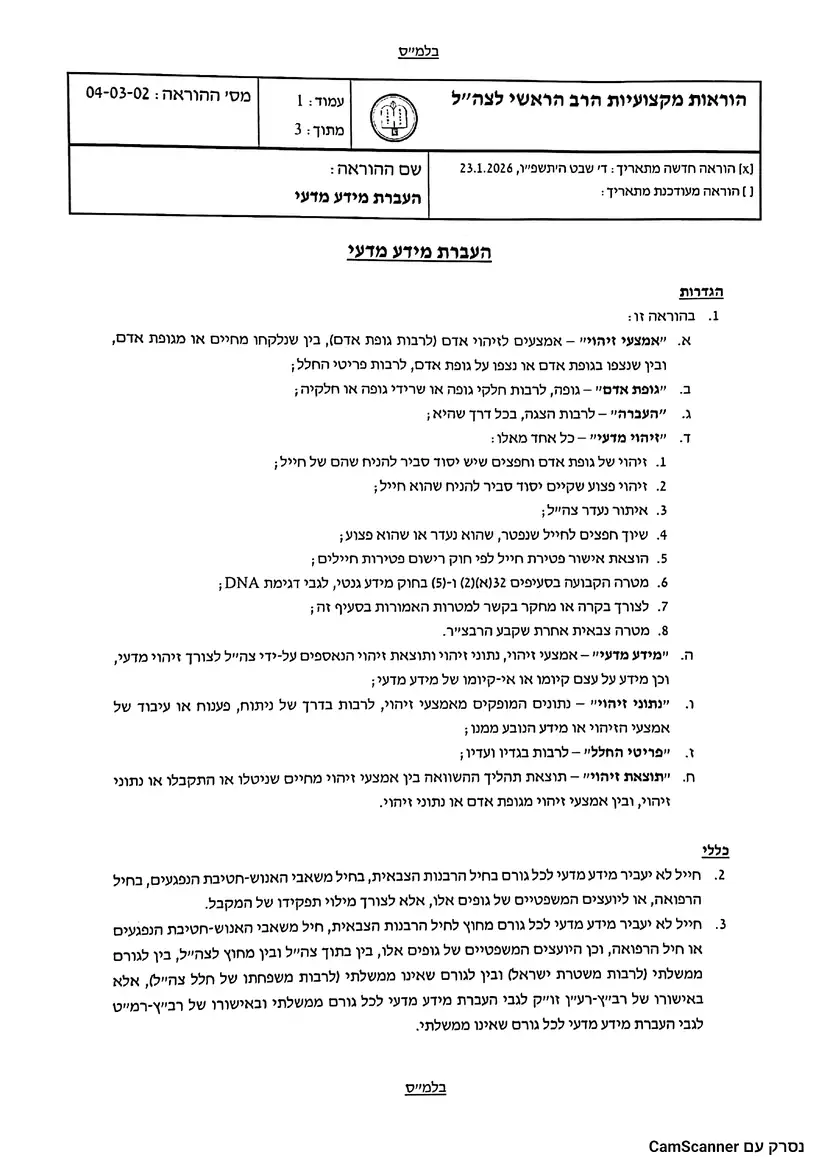 בלמ״ס
הוראות מקצועיות הרב הראשי לצה״ל
עמוד: 1
מתוך: 3
מס׳ ההוראה: 04-03-02
[x] הוראה חדשה מתאריך: ד׳ שבט ה׳תשפ״ו, 23.1.2026
[ ] הוראה מעודכנת מתאריך:
שם ההוראה:
העברת מידע מדעי
העברת מידע מדעי
הגדרות
1. בהוראה זו:
א. "אמצעי זיהוי" – אמצעים לזיהוי אדם (לרבות גופת אדם), בין שנלקחו מחיים או מגופת אדם,
ובין שנצפו בגופת אדם או נצפו על גופת אדם, לרבות פריטי החלל;
ב. "גופת אדם" – גופה, לרבות חלקי גופה או שרידי גופה או חלקיה;
ג. "העברה" – לרבות הצגה, בכל דרך שהיא;
ד. "זיהוי מדעי" – כל אחד מאלו:
1. זיהוי של גופת אדם וחפצים שיש יסוד סביר להניח שהם של חייל;
2. זיהוי פצוע שקיים יסוד סביר להניח שהוא חייל;
3. איתור נעדר צה״ל;
4. שיוך חפצים לחייל שנפטר, שהוא נעדר או שהוא פצוע;
5. הוצאת אישור פטירת חייל לפי חוק רישום פטירות חיילים;
6. מטרה הקבועה בסעיפים 32(א)(2) ו-(5) בחוק מידע גנטי, לגבי דגימת DNA;
7. לצורך בקרה או מחקר בקשר למטרות האמורות בסעיף זה;
8. מטרה צבאית אחרת שקבע הרבצ״ר.
ה. "מידע מדעי" – אמצעי זיהוי, נתוני זיהוי ותוצאת זיהוי הנאספים על-ידי צה״ל לצורך זיהוי מדעי,
וכן מידע על עצם קיומו או אי-קיומו של מידע מדעי;
ו. "נתוני זיהוי" – נתונים המופקים מאמצעי זיהוי, לרבות בדרך של ניתוח, פענוח או עיבוד של
אמצעי הזיהוי או מידע הנובע ממנו;
ז. "פריטי החלל" – לרבות בגדיו ועדיו;
ח. "תוצאת זיהוי" – תוצאת תהליך ההשוואה בין אמצעי זיהוי מחיים שניטלו או התקבלו או נתוני
זיהוי, ובין אמצעי זיהוי מגופת אדם או נתוני זיהוי.
כללי
2. חייל לא יעביר מידע מדעי לכל גורם בחיל הרבנות הצבאית, בחיל משאבי האנוש-חטיבת הנפגעים, בחיל
הרפואה, או ליועצים המשפטיים של גופים אלו, אלא לצורך מילוי תפקידו של המקבל.
3. חייל לא יעביר מידע מדעי לכל גורם מחוץ לחיל הרבנות הצבאית, חיל משאבי האנוש-חטיבת הנפגעים
או חיל הרפואה, וכן היועצים המשפטיים של גופים אלו, בין בתוך צה״ל ובין מחוץ לצה״ל, בין לגורם
ממשלתי (לרבות משטרת ישראל) ובין לגורם שאינו ממשלתי (לרבות משפחתו של חלל צה״ל), אלא
באישורו של רב״ץ-רע״ן זו״ק לגבי העברת מידע מדעי לכל גורם ממשלתי ובאישורו של רב״ץ-רמ״ט
לגבי העברת מידע מדעי לכל גורם שאינו ממשלתי.
בלמ״ס
נסרק עם CamScanner